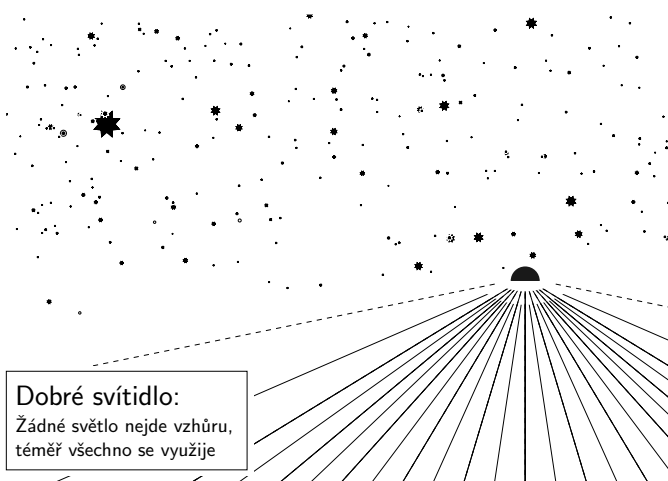 Dobré svítidlo:
Žádné světlo nejde vzhůru,
téměř všechno se využije